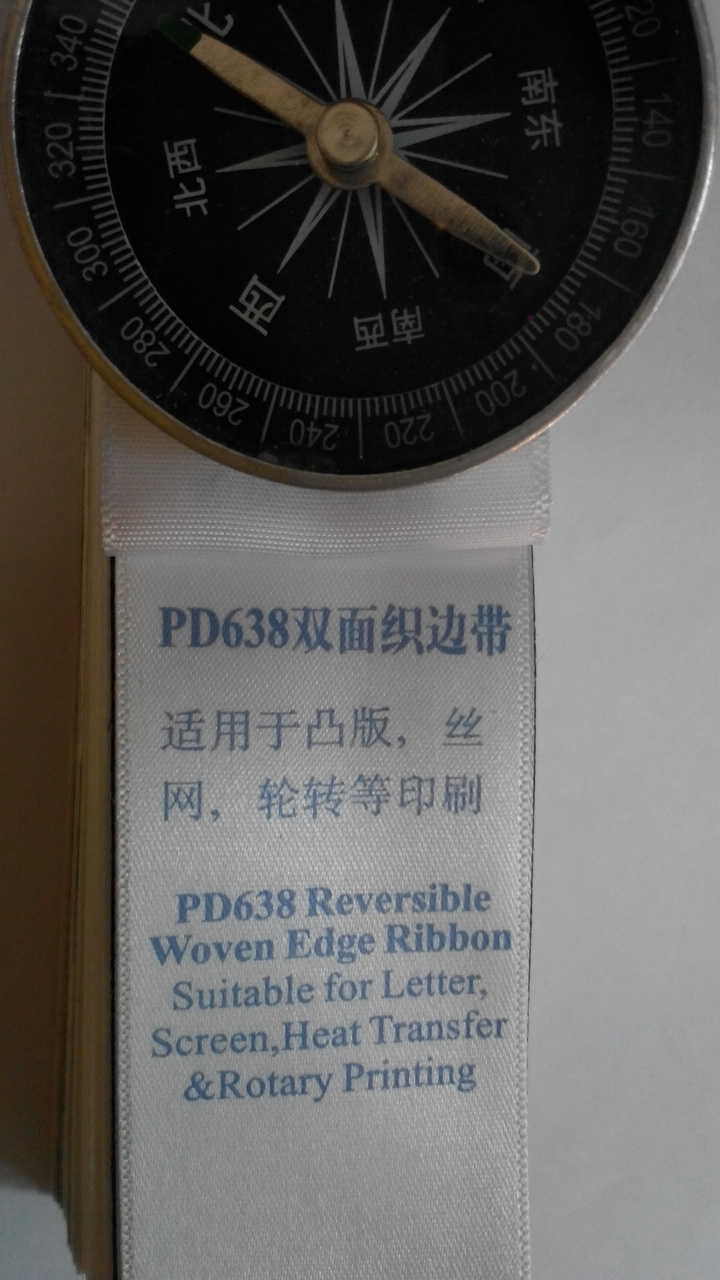 340
320
300
280
260
240
220
200
180
160
140
20
北
南东
北西
西
南西
PD638双面织边带
适用于凸版，丝
网，轮转等印刷
PD638 Reversible
Woven Edge Ribbon
Suitable for Letter,
Screen,Heat Transfer
&Rotary Printing